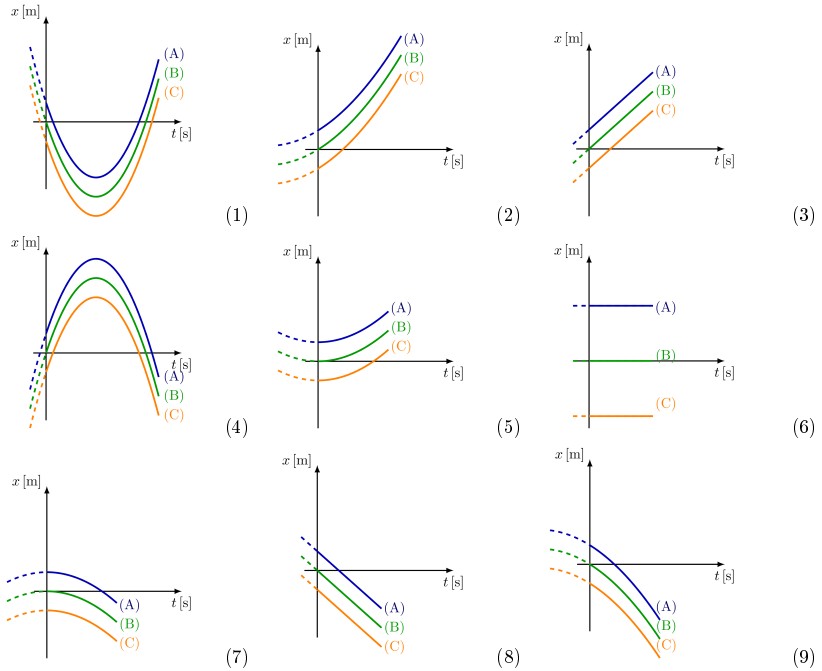 x [m]
(A)
(B)
(C)
t [s]
(1)
x [m]
(A)
(B)
(C)
t [s]
(2)
x [m]
(A)
(B)
(C)
t [s]
(3)
x [m]
t [s]
(A)
(B)
(C)
(4)
x [m]
(A)
(B)
(C)
t [s]
(5)
x [m]
(A)
(B)
t [s]
(C)
(6)
x [m]
t [s]
(A)
(B)
(C)
(7)
x [m]
t [s]
(A)
(B)
(C)
(8)
x [m]
t [s]
(A)
(B)
(C)
(9)